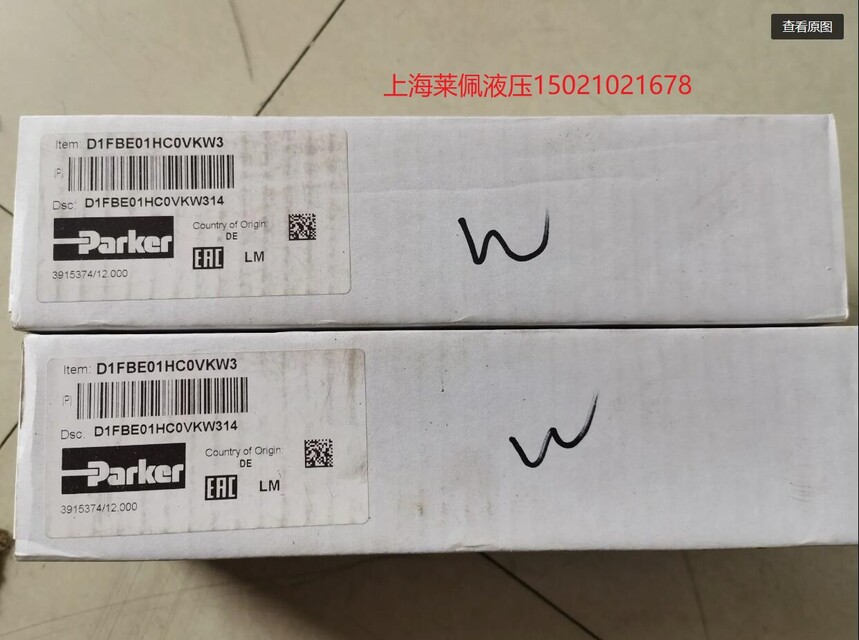 查看原图
上海莱佩液压15021021678
Item: D1FBE01HC0VKW3
(P)
Dsc: D1FBE01HC0VKW314
Parker
Country of Origin:
DE
EAC LM
3915374/12.000
W
Item: D1FBE01HC0VKW3
(P)
Dsc: D1FBE01HC0VKW314
Parker
Country of Origin:
DE
EAC LM
3915374/12.000
W